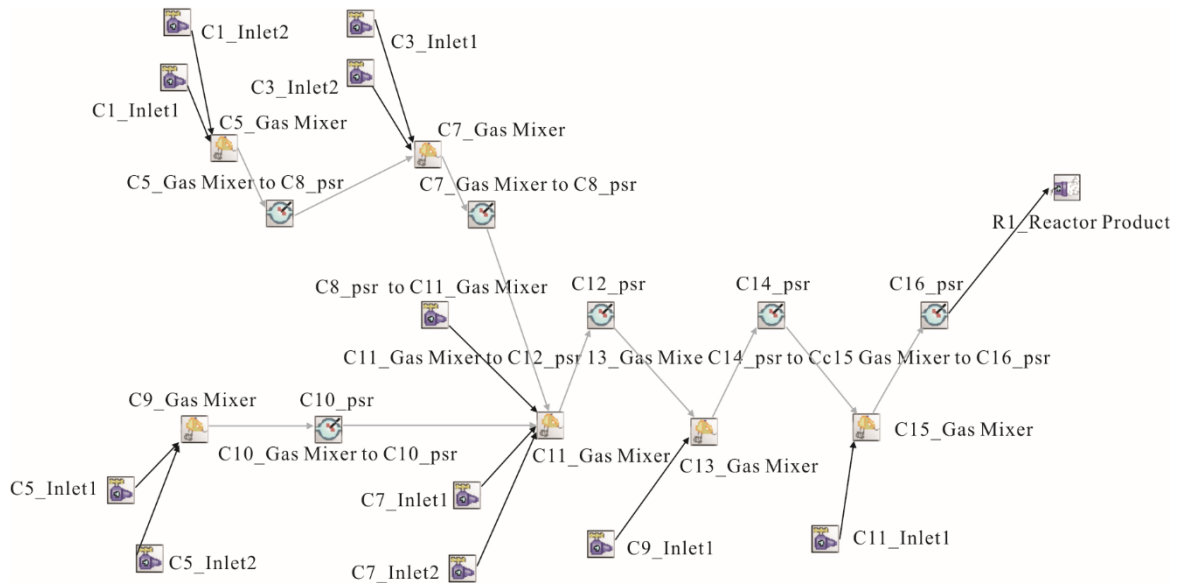 C1_Inlet2
C3_Inlet1
C3_Inlet2
C1_Inlet1
C5_Gas Mixer
C7_Gas Mixer
C5_Gas Mixer to C8_psr
C7_Gas Mixer to C8_psr
R1_Reactor Product
C8_psr to C11_Gas Mixer
C12_psr
C14_psr
C16_psr
C11_Gas Mixer to C12_psr 13_Gas Mixe C14_psr to Cc15 Gas Mixer to C16_psr
C9_Gas Mixer
C10_psr
C10_Gas Mixer to C10_psr
C11_Gas Mixer
C13_Gas Mixer
C15_Gas Mixer
C5_Inlet1
C7_Inlet1
C5_Inlet2
C7_Inlet2
C9_Inlet1
C11_Inlet1